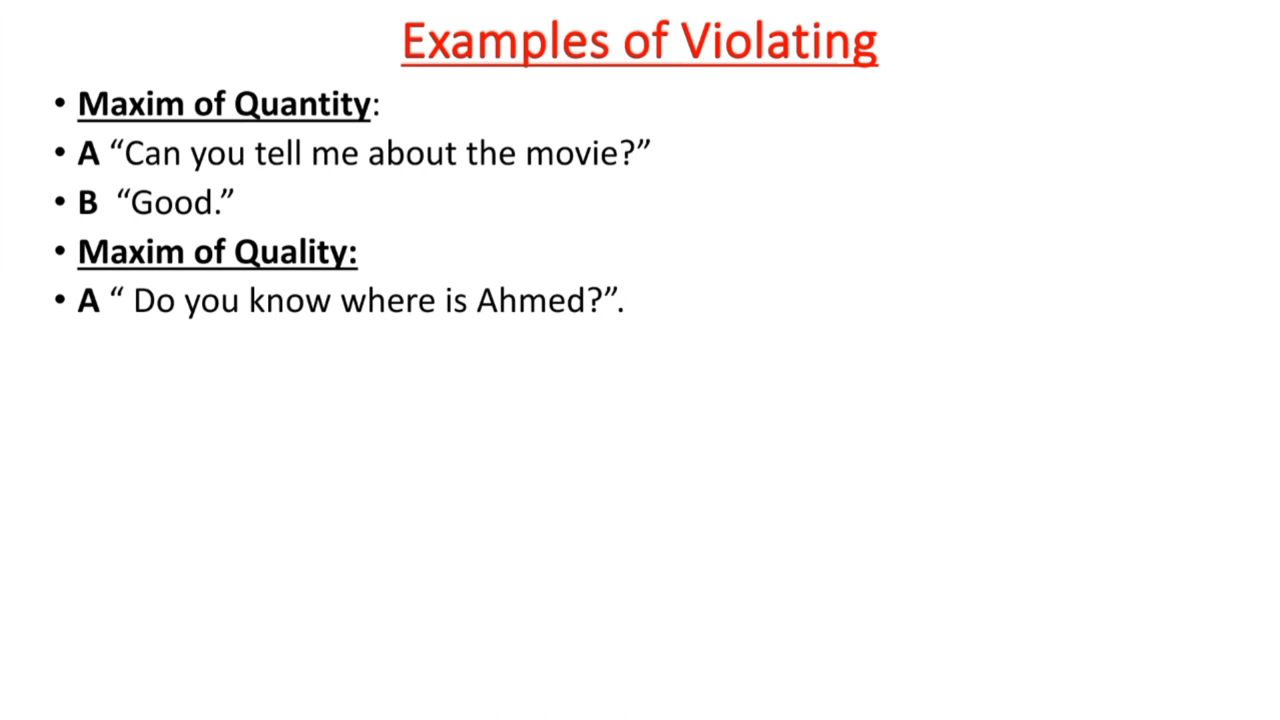 Examples of Violating
• Maxim of Quantity:
• A “Can you tell me about the movie?”
• B “Good.”
• Maxim of Quality:
• A “ Do you know where is Ahmed?”.